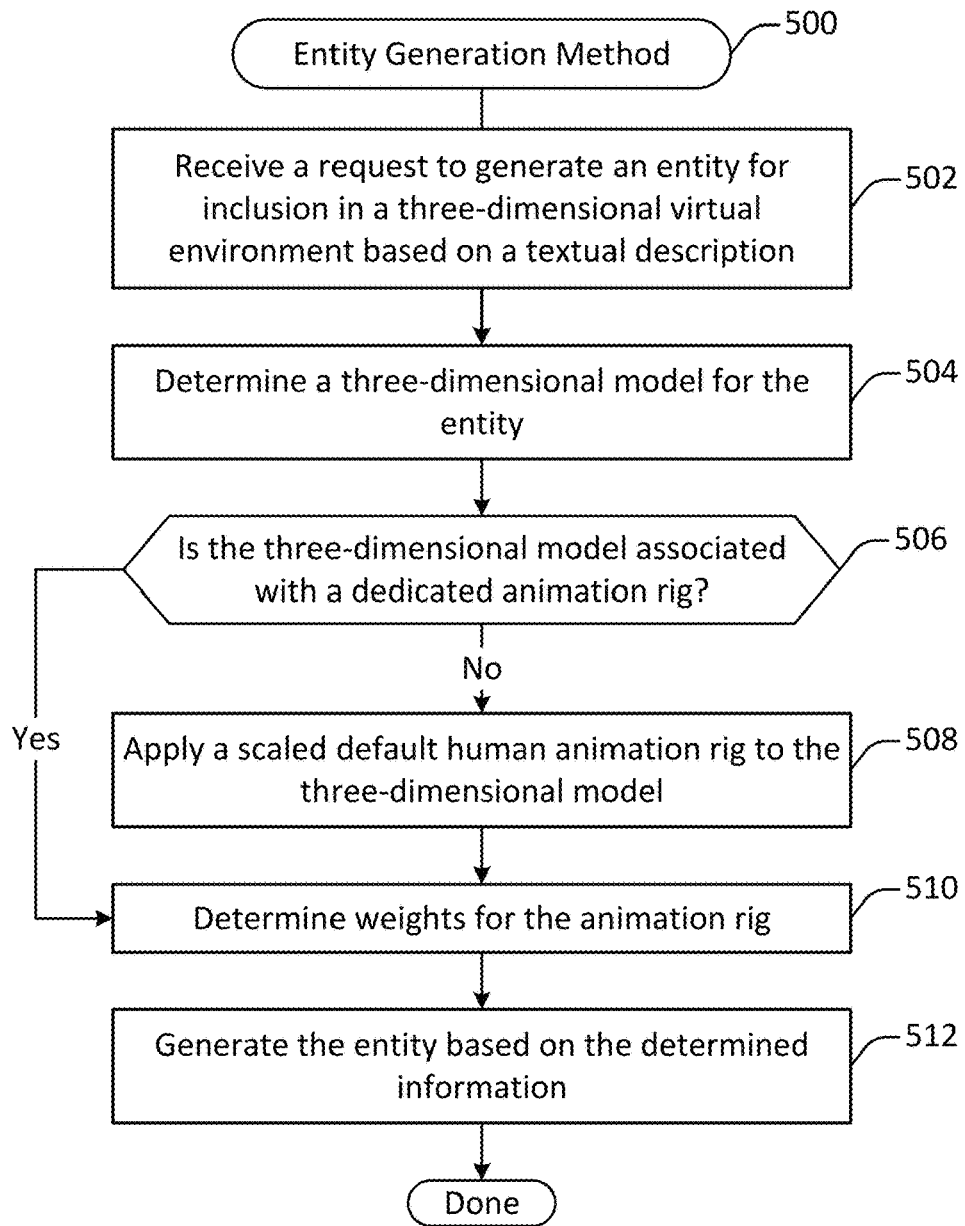 500
Entity Generation Method
Receive a request to generate an entity for
inclusion in a three-dimensional virtual
environment based on a textual description
502
Determine a three-dimensional model for the
entity
504
Is the three-dimensional model associated
with a dedicated animation rig?
506
No
Yes
Apply a scaled default human animation rig to the
three-dimensional model
508
Determine weights for the animation rig
510
Generate the entity based on the determined
information
512
Done